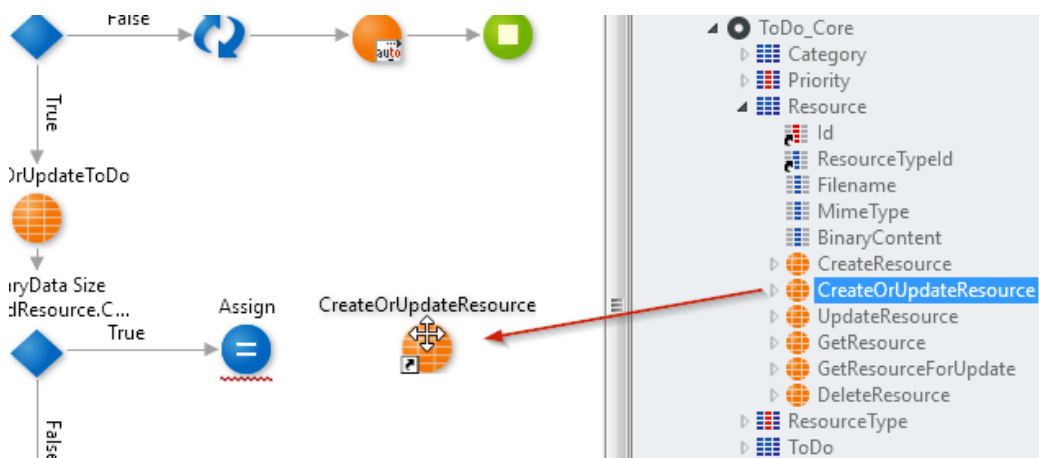 False
auto
True
OrUpdateToDo
aryData Size
dResource.C...
True
Assign
CreateOrUpdateResource
False
ToDo_Core
Category
Priority
Resource
Id
ResourceTypeId
Filename
MimeType
BinaryContent
CreateResource
CreateOrUpdateResource
UpdateResource
GetResource
GetResourceForUpdate
DeleteResource
ResourceType
ToDo